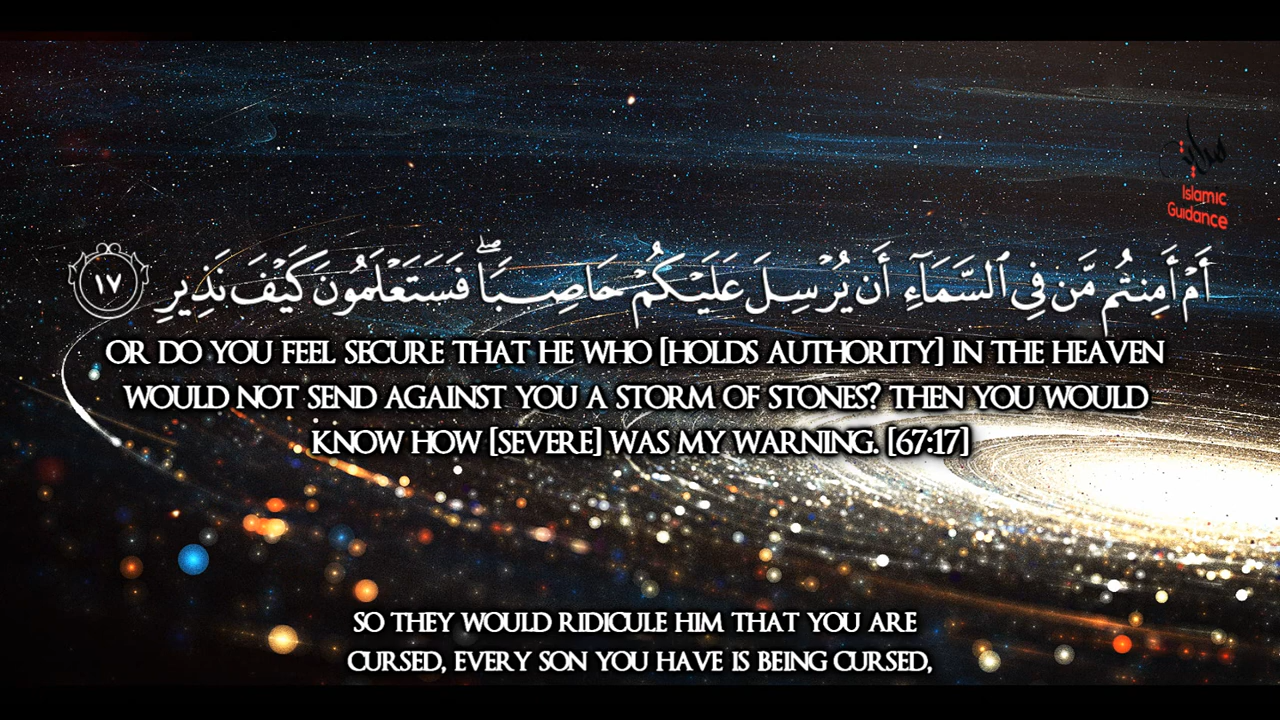 Islamic
Guidance
أَمْ أَمِنتُم مَّن فِى ٱلسَّمَآءِ أَن يُرْسِلَ عَلَيْكُمْ حَاصِبًا ۖ فَسَتَعْلَمُونَ كَيْفَ نَذِيرِ ١٧
OR DO YOU FEEL SECURE THAT HE WHO [HOLDS AUTHORITY] IN THE HEAVEN
WOULD NOT SEND AGAINST YOU A STORM OF STONES? THEN YOU WOULD
KNOW HOW [SEVERE] WAS MY WARNING. [67:17]
SO THEY WOULD RIDICULE HIM THAT YOU ARE
CURSED, EVERY SON YOU HAVE IS BEING CURSED,